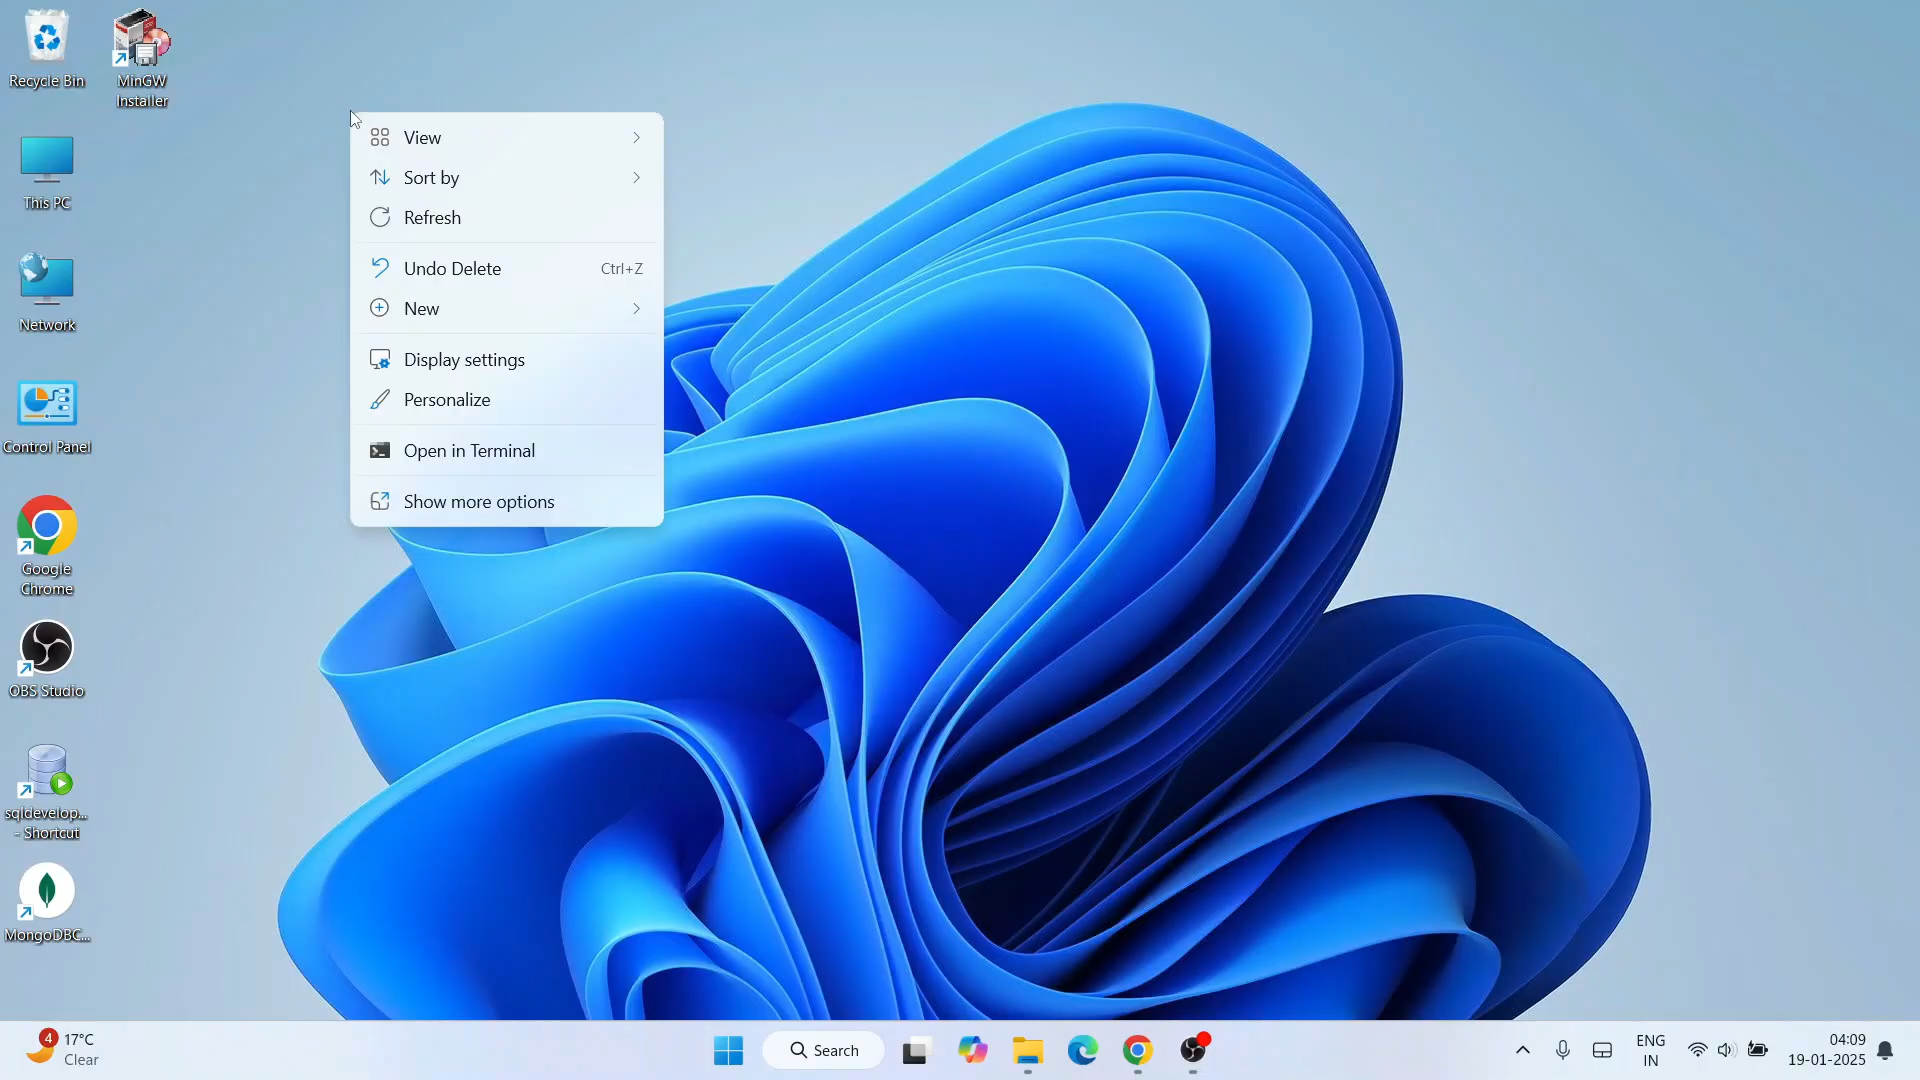 Recycle Bin
MinGW
Installer
This PC
Network
Control Panel
Google
Chrome
OBS Studio
sqldevelop...
- Shortcut
MongoDBC...
View
Sort by
Refresh
Undo Delete Ctrl+Z
New
Display settings
Personalize
Open in Terminal
Show more options
4
17°C
Clear
Search
ENG
IN
04:09
19-01-2025